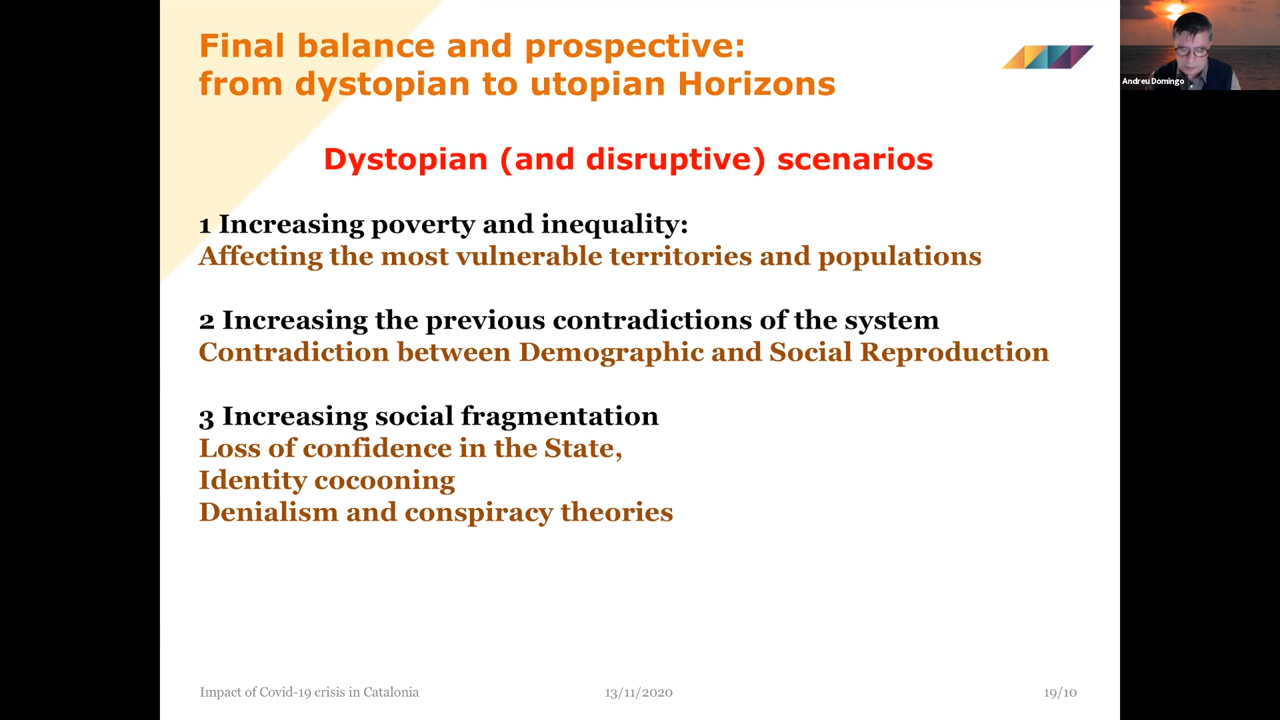 Final balance and prospective:
from dystopian to utopian Horizons
Andreu Domingo
Dystopian (and disruptive) scenarios
1 Increasing poverty and inequality:
Affecting the most vulnerable territories and populations
2 Increasing the previous contradictions of the system
Contradiction between Demographic and Social Reproduction
3 Increasing social fragmentation
Loss of confidence in the State,
Identity cocooning
Denialism and conspiracy theories
Impact of Covid-19 crisis in Catalonia
13/11/2020
19/10